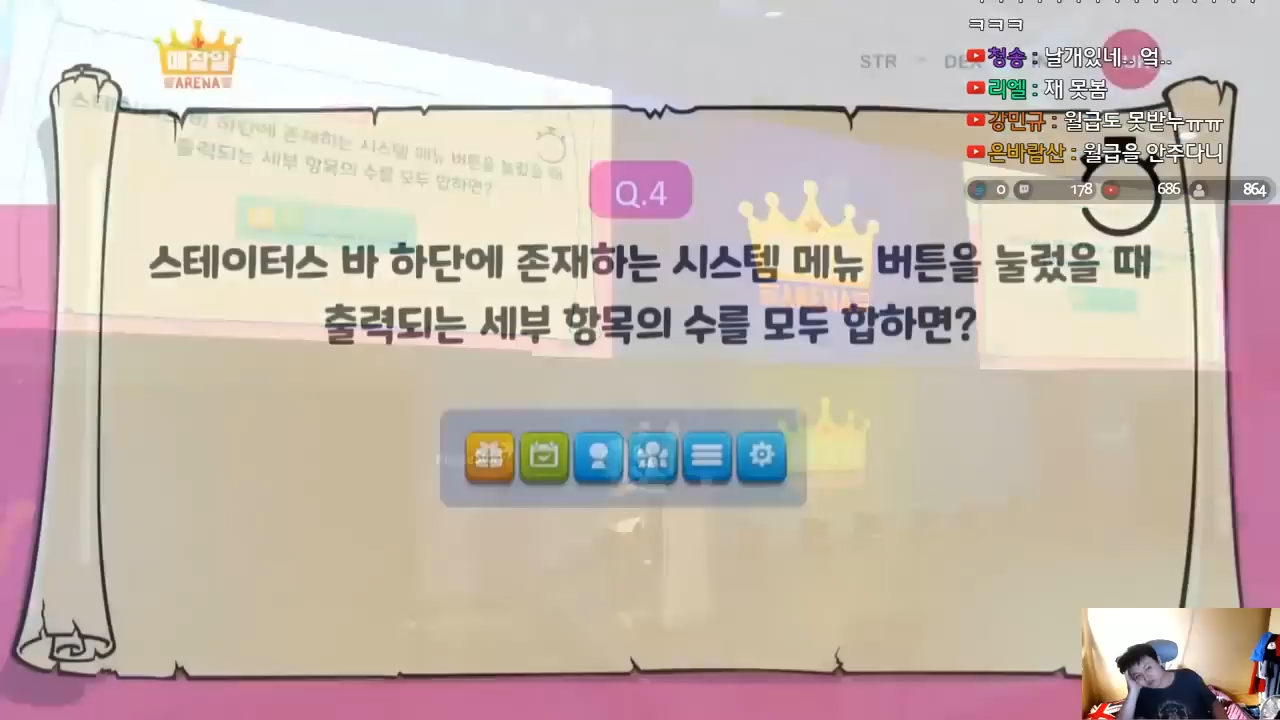 ㅋㅋㅋ
매잘알
ARENA
STR
청송 : 날개있네.. 엌..
리엘 : 재 못봄
강민규 : 월급도 못받누ㅠㅠ
은바람산 : 월급을 안주다니
0 178 686 864
Q.4
스테이터스 바 하단에 존재하는 시스템 메뉴 버튼을 눌렀을 때
출력되는 세부 항목의 수를 모두 합하면?